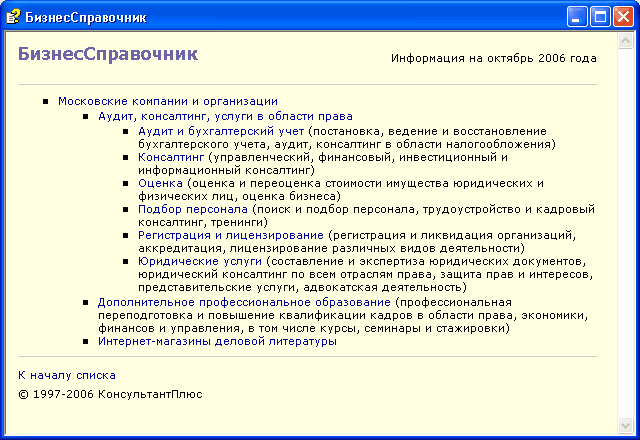 БизнесСправочник
БизнесСправочник
Информация на октябрь 2006 года
Московские компании и организации
Аудит, консалтинг, услуги в области права
Аудит и бухгалтерский учет (постановка, ведение и восстановление
бухгалтерского учета, аудит, консалтинг в области налогообложения)
Консалтинг (управленческий, финансовый, инвестиционный и
информационный консалтинг)
Оценка (оценка и переоценка стоимости имущества юридических и
физических лиц, оценка бизнеса)
Подбор персонала (поиск и подбор персонала, трудоустройство и кадровый
консалтинг, тренинги)
Регистрация и лицензирование (регистрация и ликвидация организаций,
аккредитация, лицензирование различных видов деятельности)
Юридические услуги (составление и экспертиза юридических документов,
юридический консалтинг по всем отраслям права, защита прав и интересов,
представительские услуги, адвокатская деятельность)
Дополнительное профессиональное образование (профессиональная
переподготовка и повышение квалификации кадров в области права, экономики,
финансов и управления, в том числе курсы, семинары и стажировки)
Интернет-магазины деловой литературы
К началу списка
© 1997-2006 КонсультантПлюс